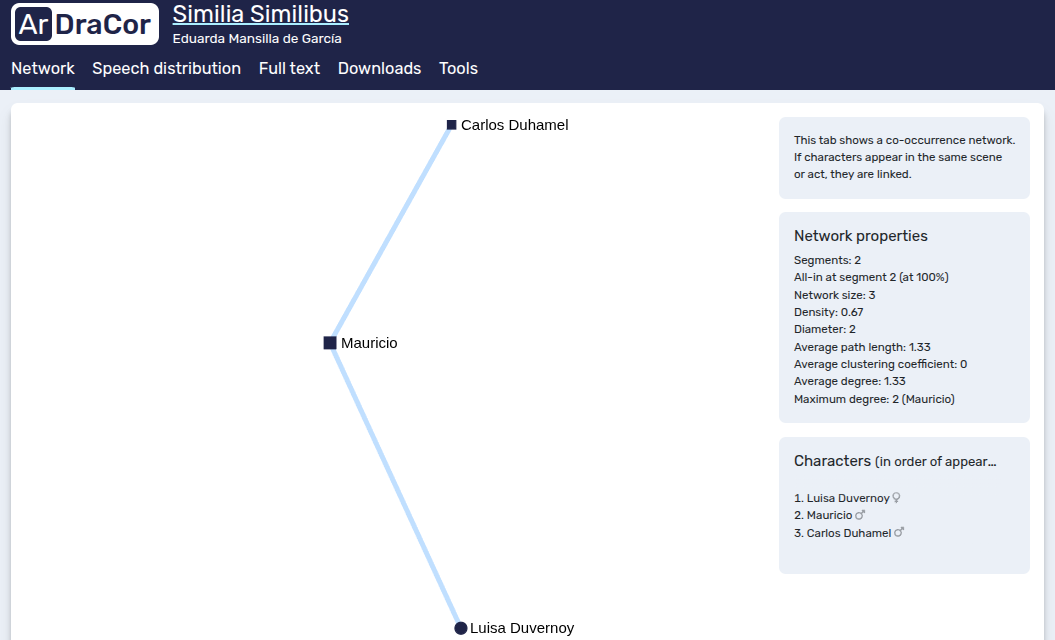 ArDraCor
Similia Similibus
Eduarda Mansilla de García
Network Speech distribution Full text Downloads Tools
Carlos Duhamel
Mauricio
Luisa Duvernoy
This tab shows a co-occurrence network.
If characters appear in the same scene
or act, they are linked.
Network properties
Segments: 2
All-in at segment 2 (at 100%)
Network size: 3
Density: 0.67
Diameter: 2
Average path length: 1.33
Average clustering coefficient: 0
Average degree: 1.33
Maximum degree: 2 (Mauricio)
Characters (in order of appear…
1. Luisa Duvernoy ♀
2. Mauricio ♂
3. Carlos Duhamel ♂